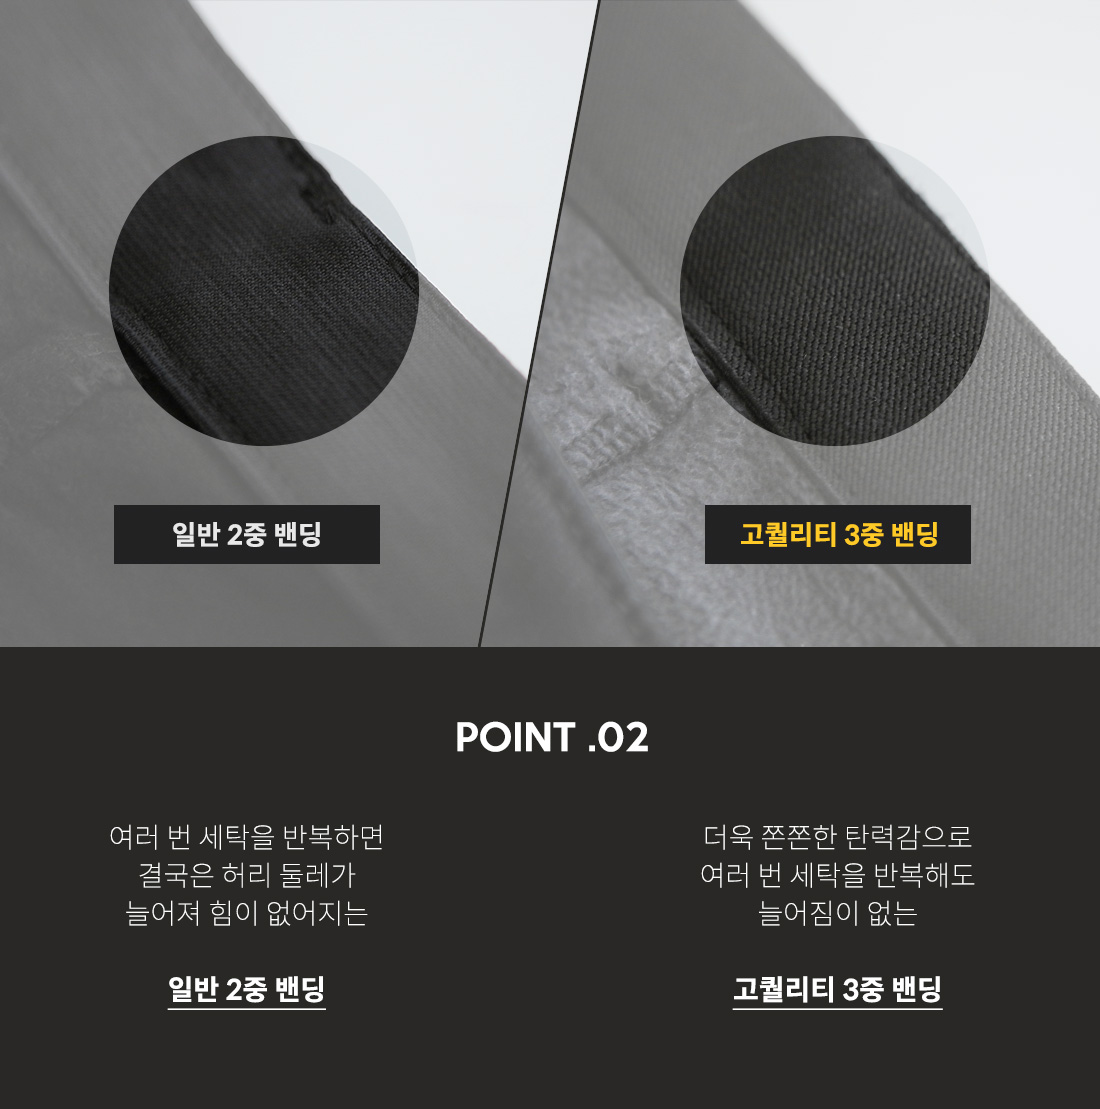 일반 2중 밴딩
고퀄리티 3중 밴딩
POINT .02
여러 번 세탁을 반복하면
결국은 허리 둘레가
늘어져 힘이 없어지는
일반 2중 밴딩
더욱 쫀쫀한 탄력감으로
여러 번 세탁을 반복해도
늘어짐이 없는
고퀄리티 3중 밴딩